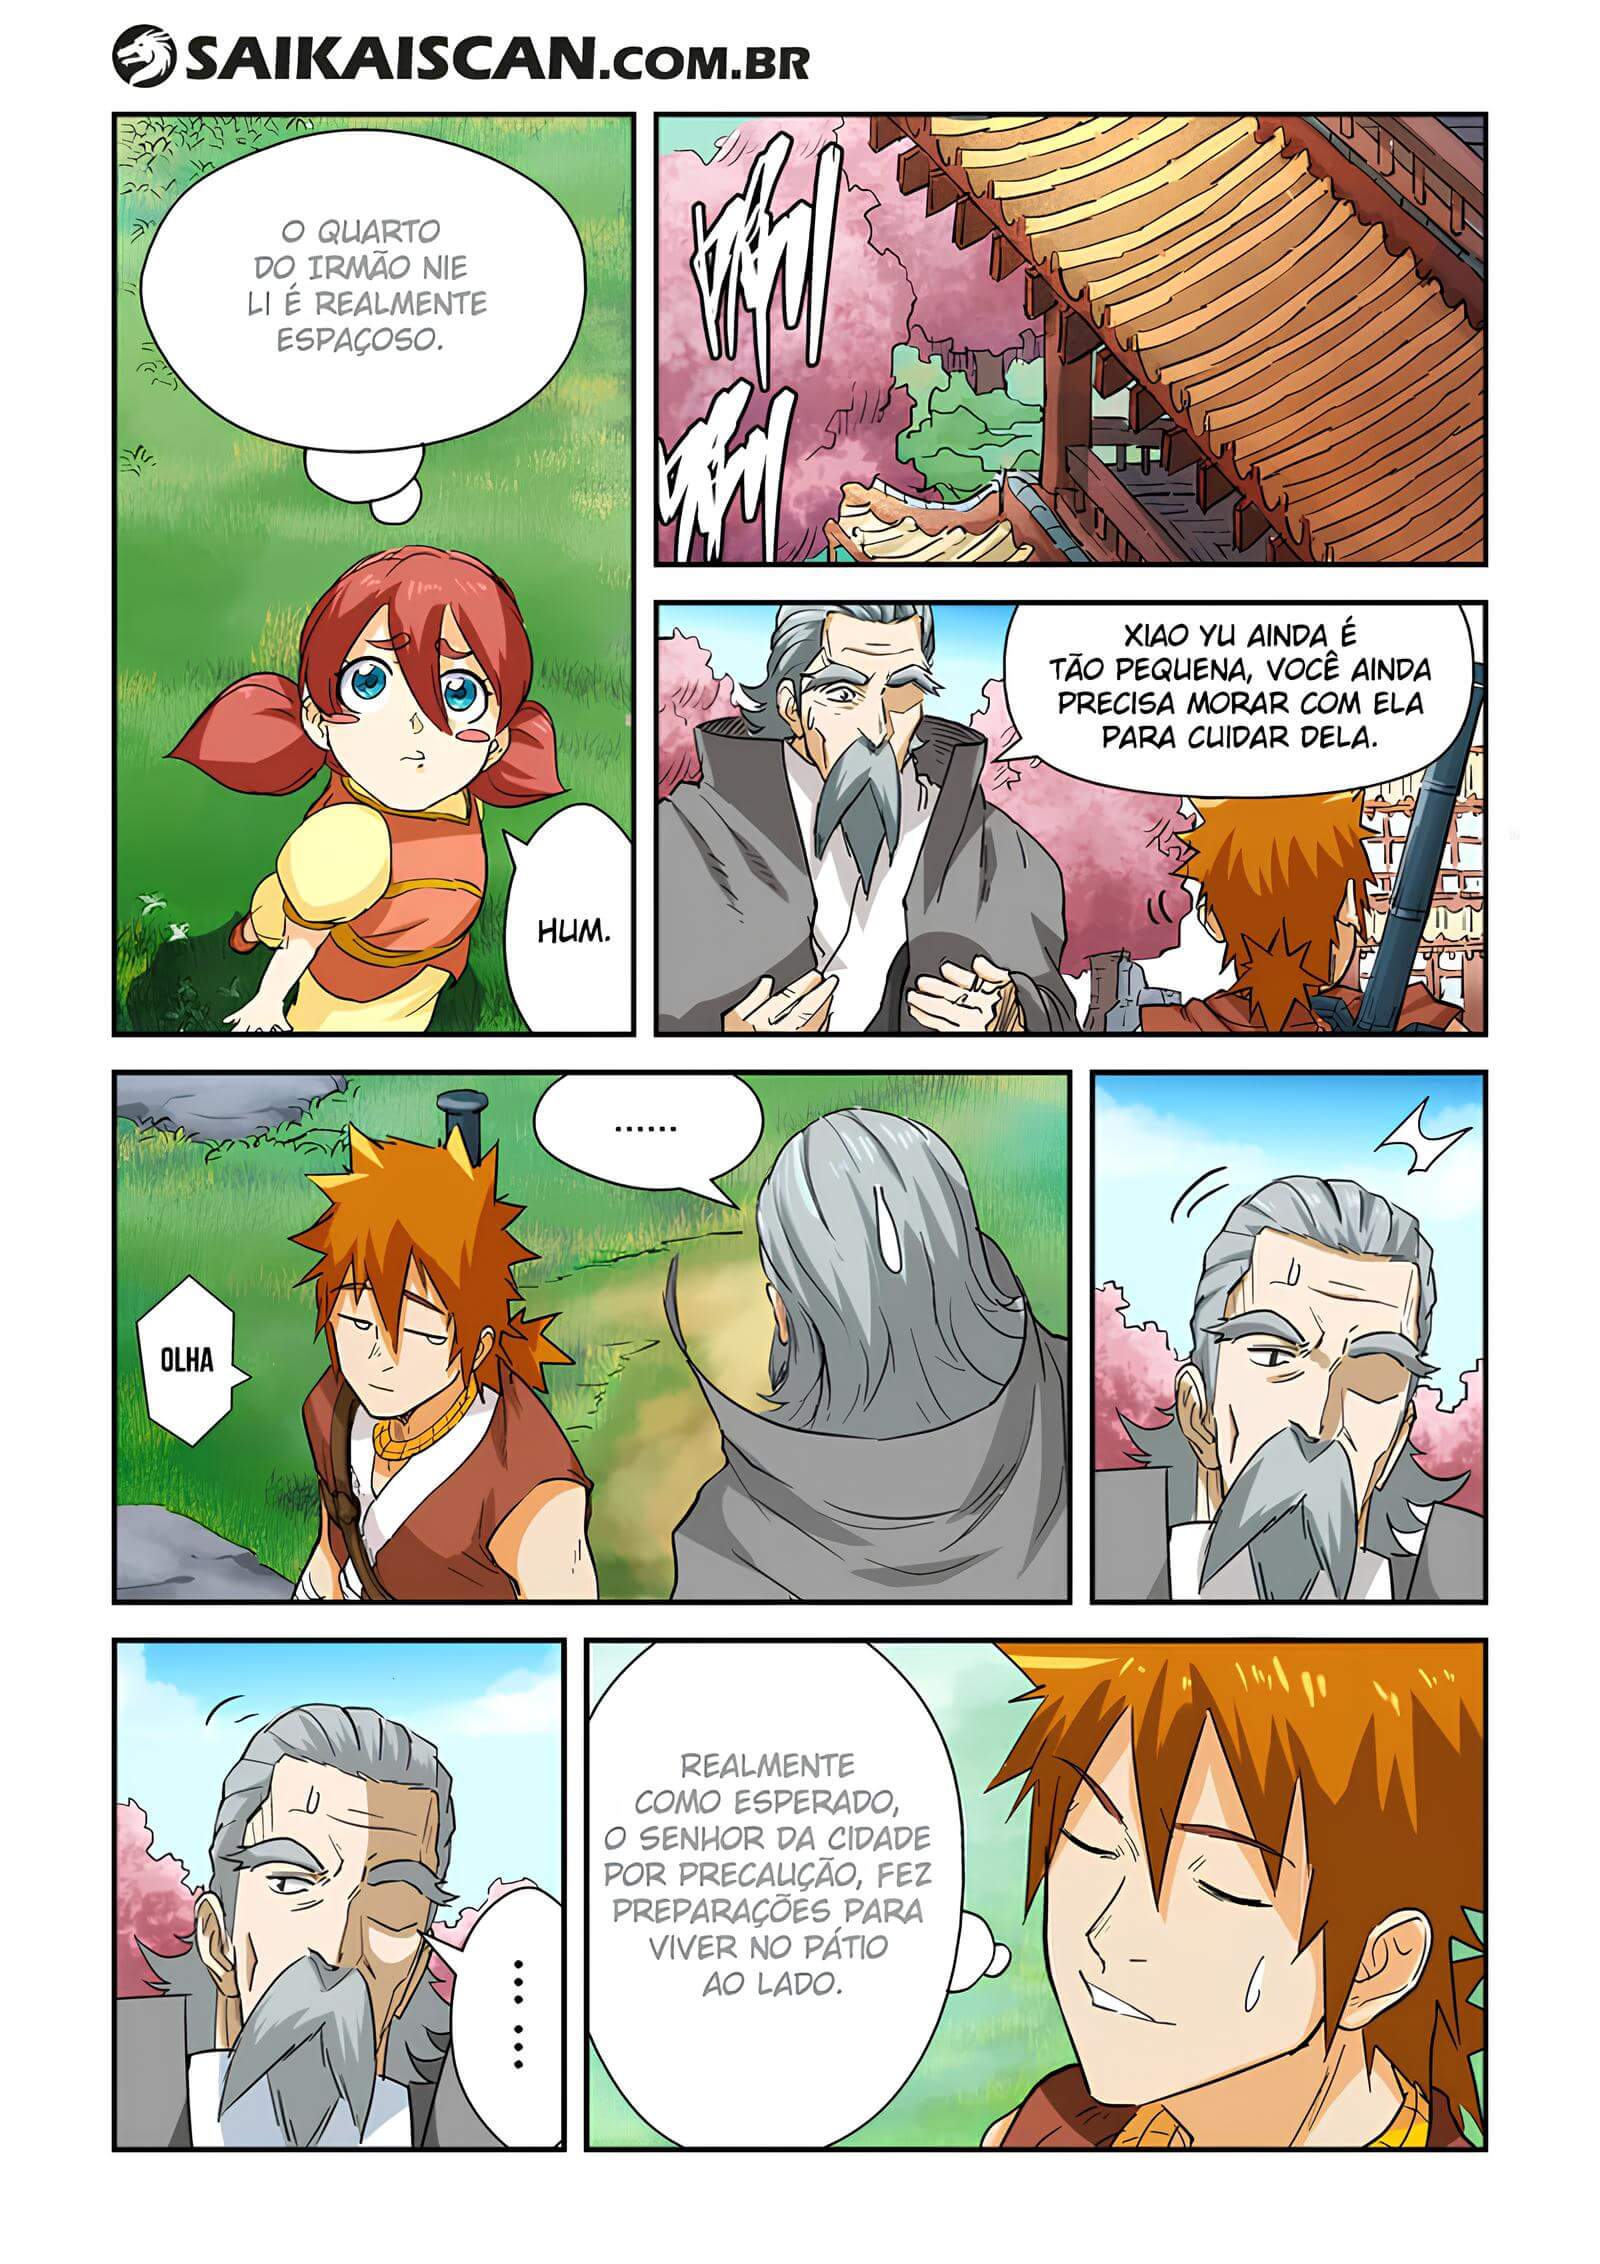 SAIKAISCAN.COM.BR
O QUARTO
DO IRMÃO NIE
LI É REALMENTE
ESPAÇOSO.
HUM.
XIAO YU AINDA É
TÃO PEQUENA, VOCÊ AINDA
PRECISA MORAR COM ELA
PARA CUIDAR DELA.
OLHA
......
......
REALMENTE
COMO ESPERADO,
O SENHOR DA CIDADE
POR PRECAUÇÃO, FEZ
PREPARAÇÕES PARA
VIVER NO PÁTIO
AO LADO.